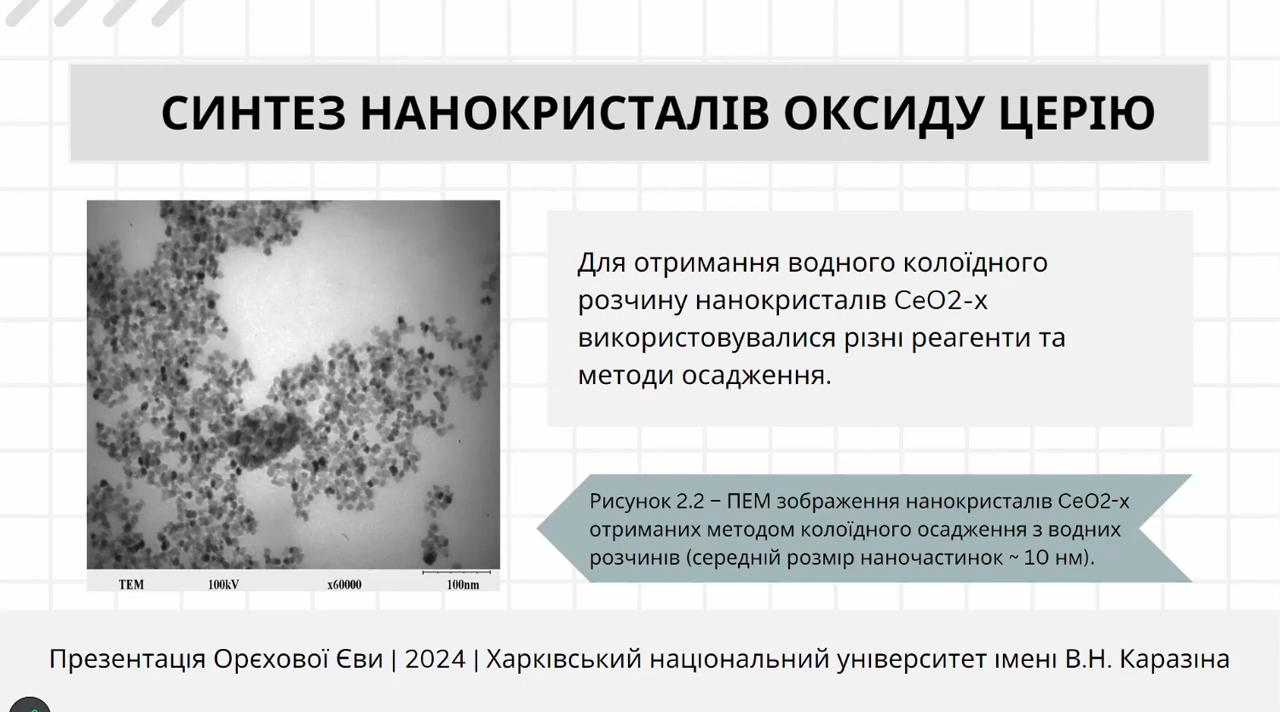 СИНТЕЗ НАНОКРИСТАЛІВ ОКСИДУ ЦЕРІЮ
Для отримання водного колоїдного
розчину нанокристалів CeO2-x
використовувалися різні реагенти та
методи осадження.
Рисунок 2.2 – ПЕМ зображення нанокристалів CeO2-x
отриманих методом колоїдного осадження з водних
розчинів (середній розмір наночастинок ~ 10 нм).
TEM 100kV x60000 100nm
Презентація Орєхової Єви | 2024 | Харківський національний університет імені В.Н. Каразіна